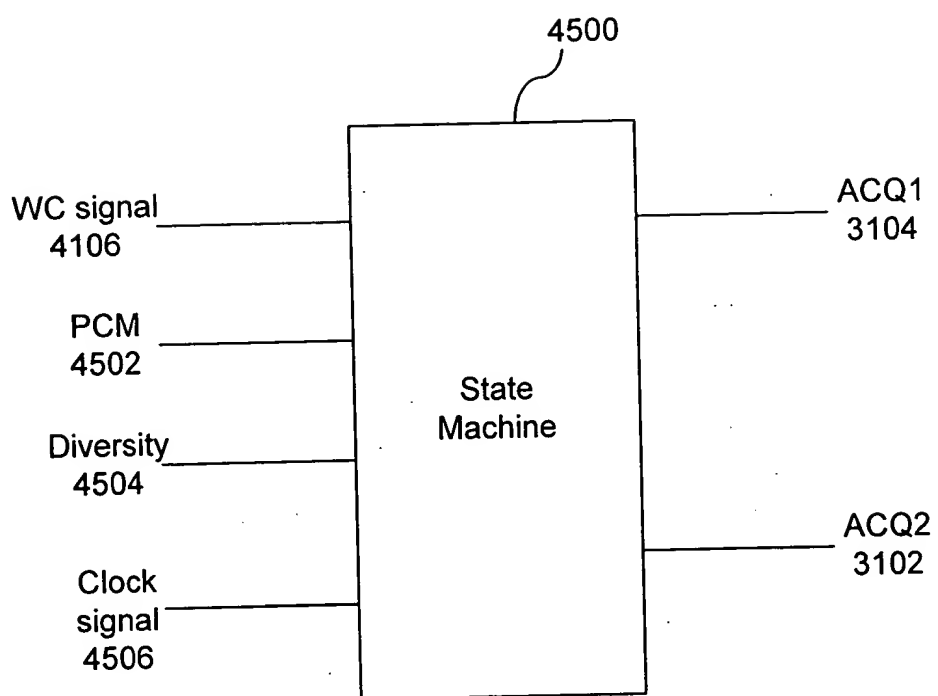 4500
WC signal
4106
PCM
4502
Diversity
4504
Clock
signal
4506
State
Machine
ACQ1
3104
ACQ2
3102